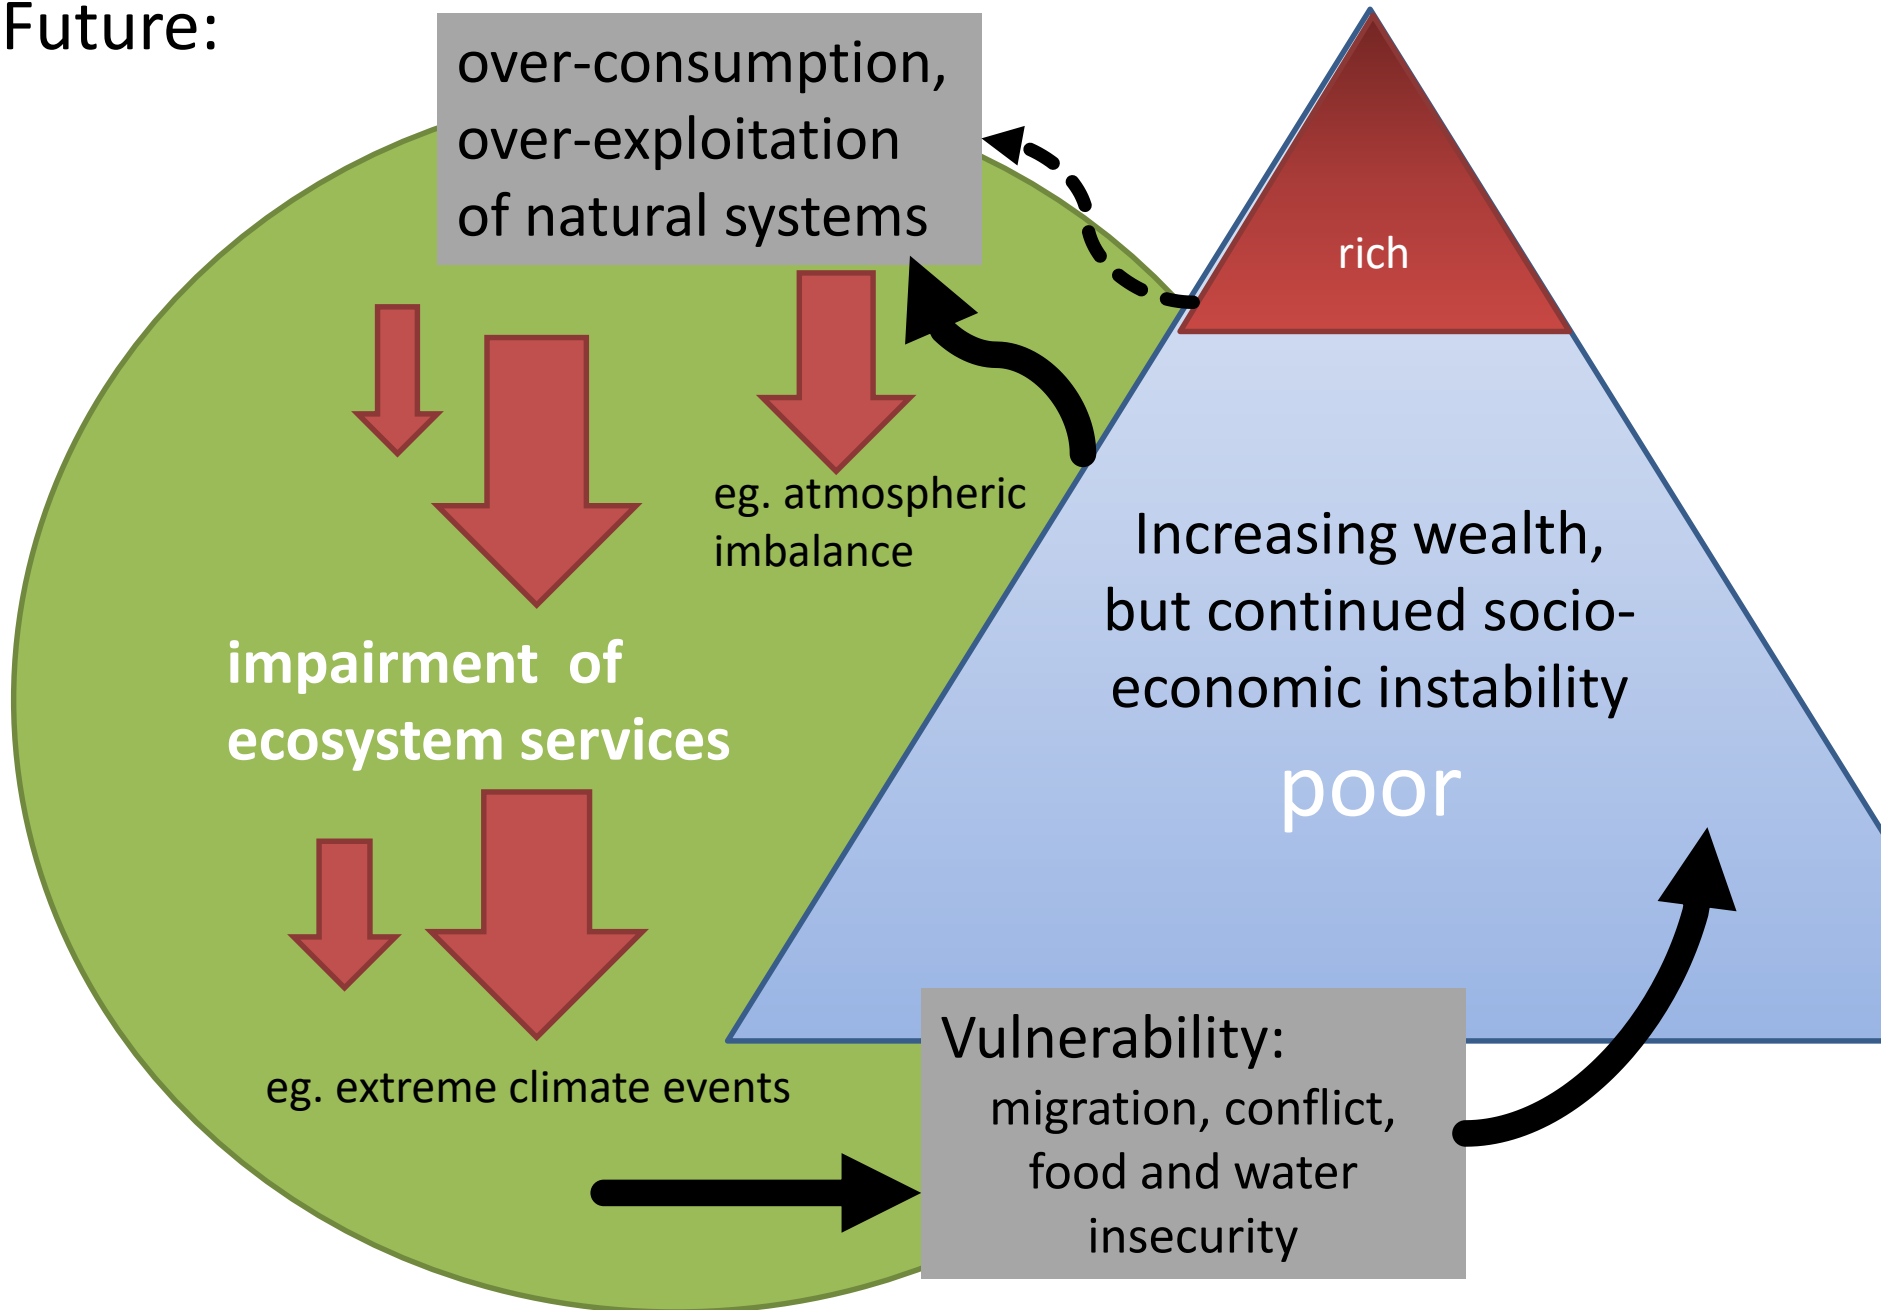 Future:
over-consumption,
over-exploitation
of natural systems
rich
eg. atmospheric
imbalance
Increasing wealth,
but continued socio-
economic instability
poor
impairment of
ecosystem services
eg. extreme climate events
Vulnerability:
migration, conflict,
food and water
insecurity